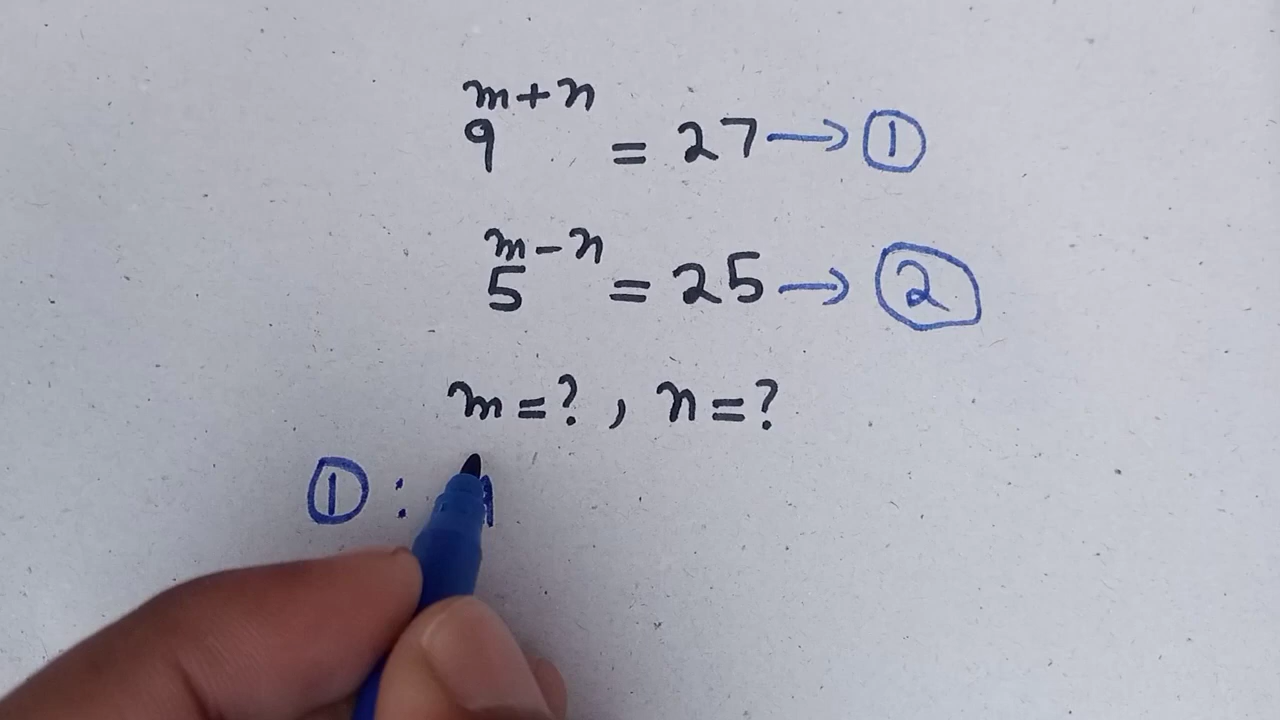 9^{m+n} = 27 → ①
5^{m-n} = 25 → ②
m = ?, n = ?
① :